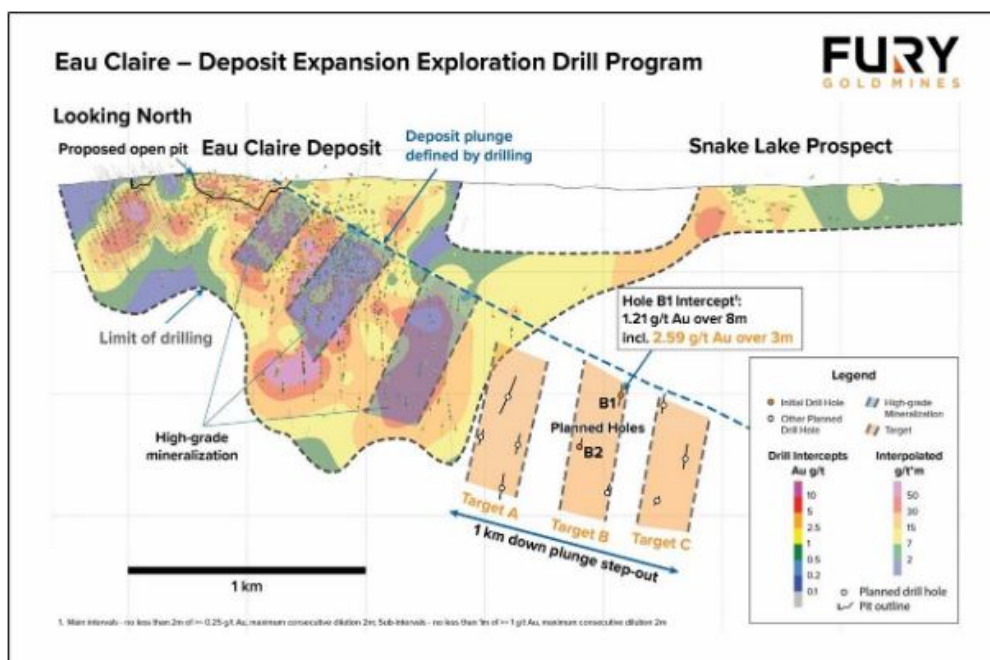 Eau Claire – Deposit Expansion Exploration Drill Program
FURY
GOLD MINES
Looking North
Proposed open pit
Eau Claire Deposit
Deposit plunge
defined by drilling
Snake Lake Prospect
Limit of drilling
Hole B1 Intercept¹:
1.21 g/t Au over 8m
incl. 2.59 g/t Au over 3m
High-grade
mineralization
B1
Planned Holes
B2
Target A
Target B
Target C
1 km down plunge step-out
1 km
Legend
Initial Drill Hole
Other Planned
Drill Hole
High-grade
Mineralization
Target
Drill Intercepts
Au g/t
10
5
2.5
1
0.5
0.2
0.1
Interpolated
g/t*m
50
30
15
7
2
Planned drill hole
Pit outline
1. Main intervals - no less than 2m of >= 0.25 g/t Au, maximum consecutive dilution 2m; Sub-intervals - no less than 1m of >= 1 g/t Au, maximum consecutive dilution 2m